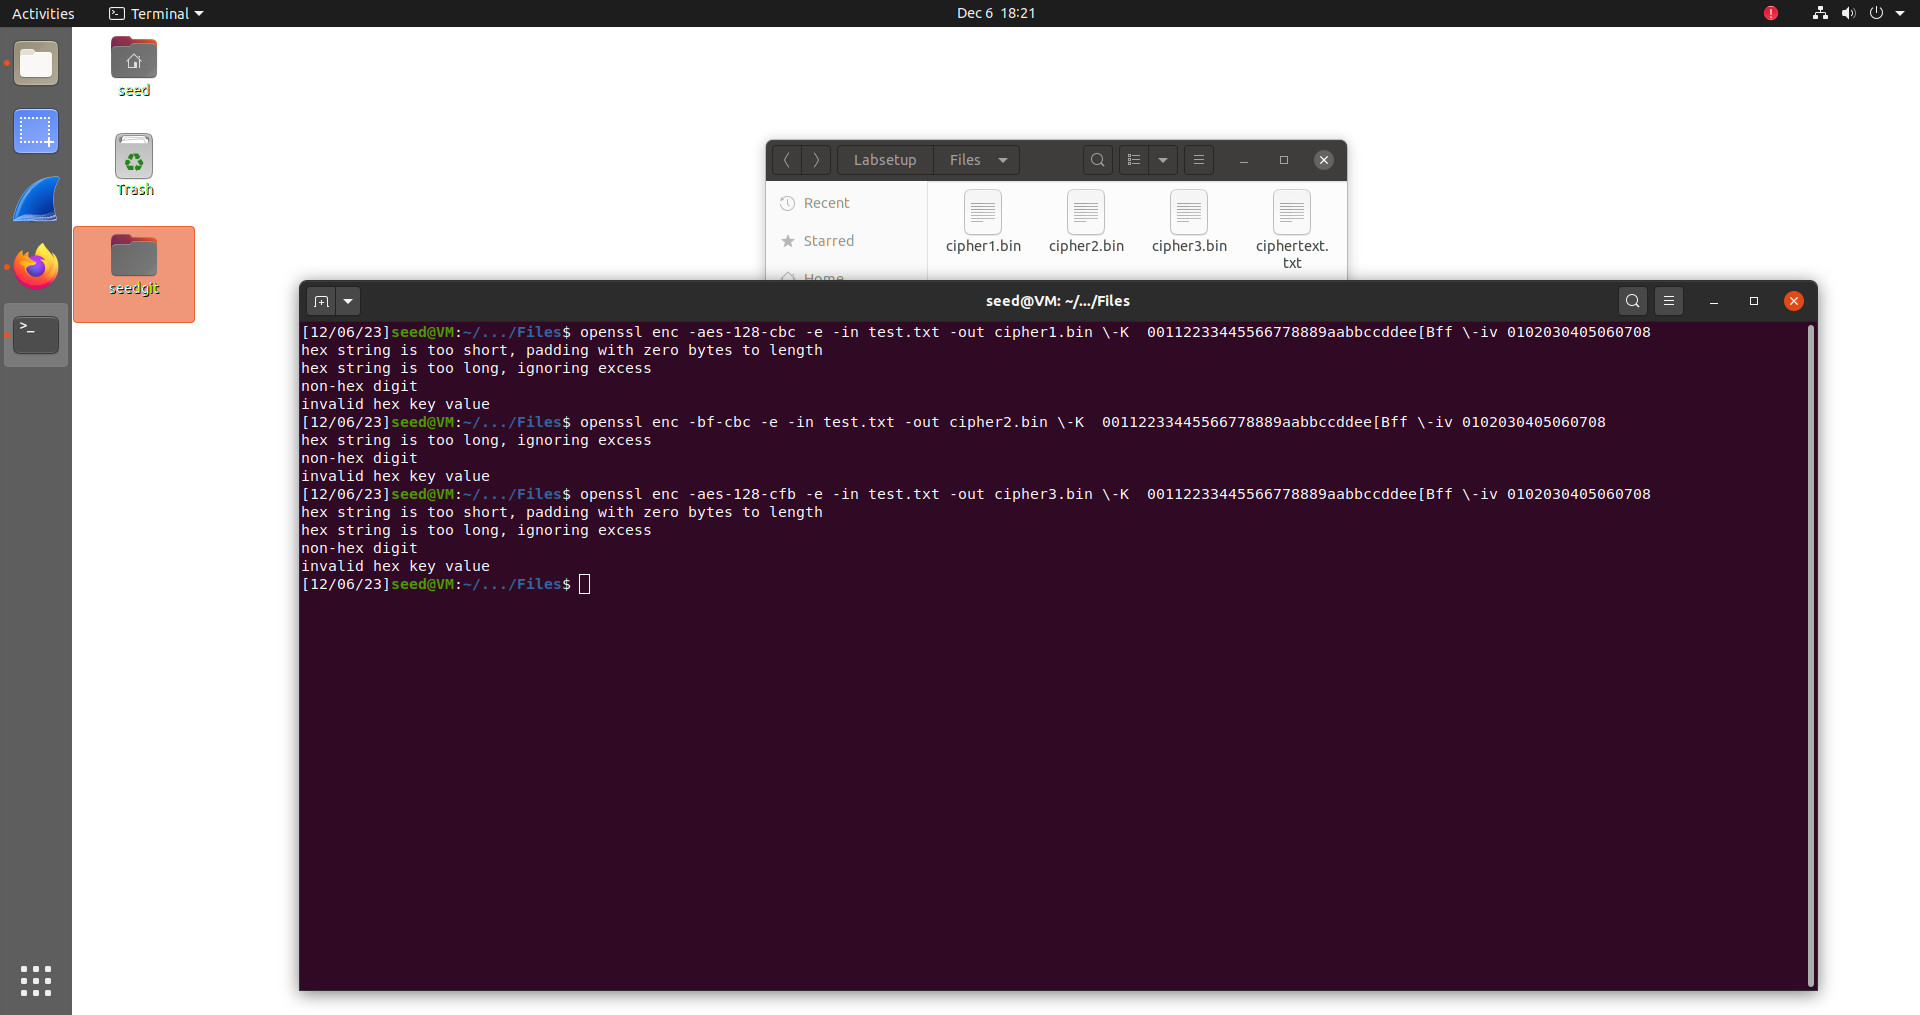 Activities
Terminal
Dec 6 18:21
seed
Trash
seedgit
Labsetup
Files
Recent
Starred
Home
cipher1.bin
cipher2.bin
cipher3.bin
ciphertext.
txt
seed@VM: ~/.../Files
[12/06/23]seed@VM:~/.../Files$ openssl enc -aes-128-cbc -e -in test.txt -out cipher1.bin \-K  00112233445566778889aabbccddee[Bff \-iv 0102030405060708
hex string is too short, padding with zero bytes to length
hex string is too long, ignoring excess
non-hex digit
invalid hex key value
[12/06/23]seed@VM:~/.../Files$ openssl enc -bf-cbc -e -in test.txt -out cipher2.bin \-K  00112233445566778889aabbccddee[Bff \-iv 0102030405060708
hex string is too long, ignoring excess
non-hex digit
invalid hex key value
[12/06/23]seed@VM:~/.../Files$ openssl enc -aes-128-cfb -e -in test.txt -out cipher3.bin \-K  00112233445566778889aabbccddee[Bff \-iv 0102030405060708
hex string is too short, padding with zero bytes to length
hex string is too long, ignoring excess
non-hex digit
invalid hex key value
[12/06/23]seed@VM:~/.../Files$